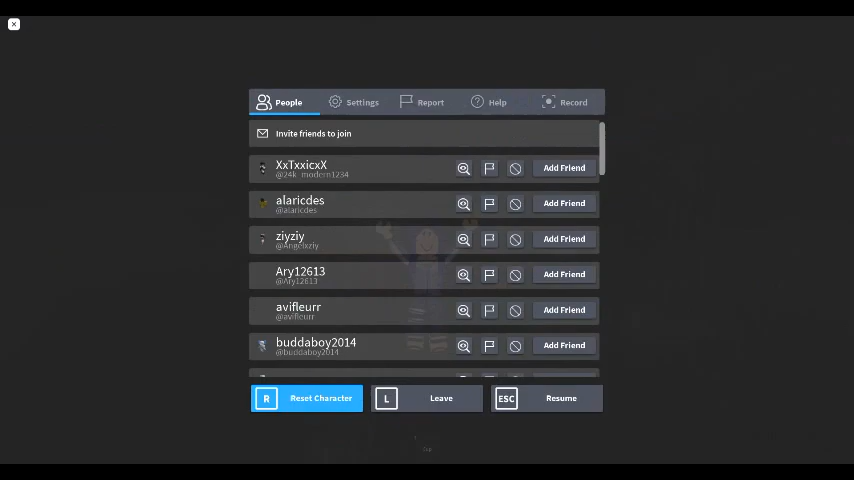 People
Settings
Report
Help
Record
Invite friends to join
XxTxxicxX
@24k_modern1234
Add Friend
alaricdes
@alaricdes
Add Friend
ziyziy
@Angelxziy
Add Friend
Ary12613
@Ary12613
Add Friend
avifleurr
@avifleurr
Add Friend
buddaboy2014
@buddaboy2014
Add Friend
R Reset Character
L Leave
ESC Resume